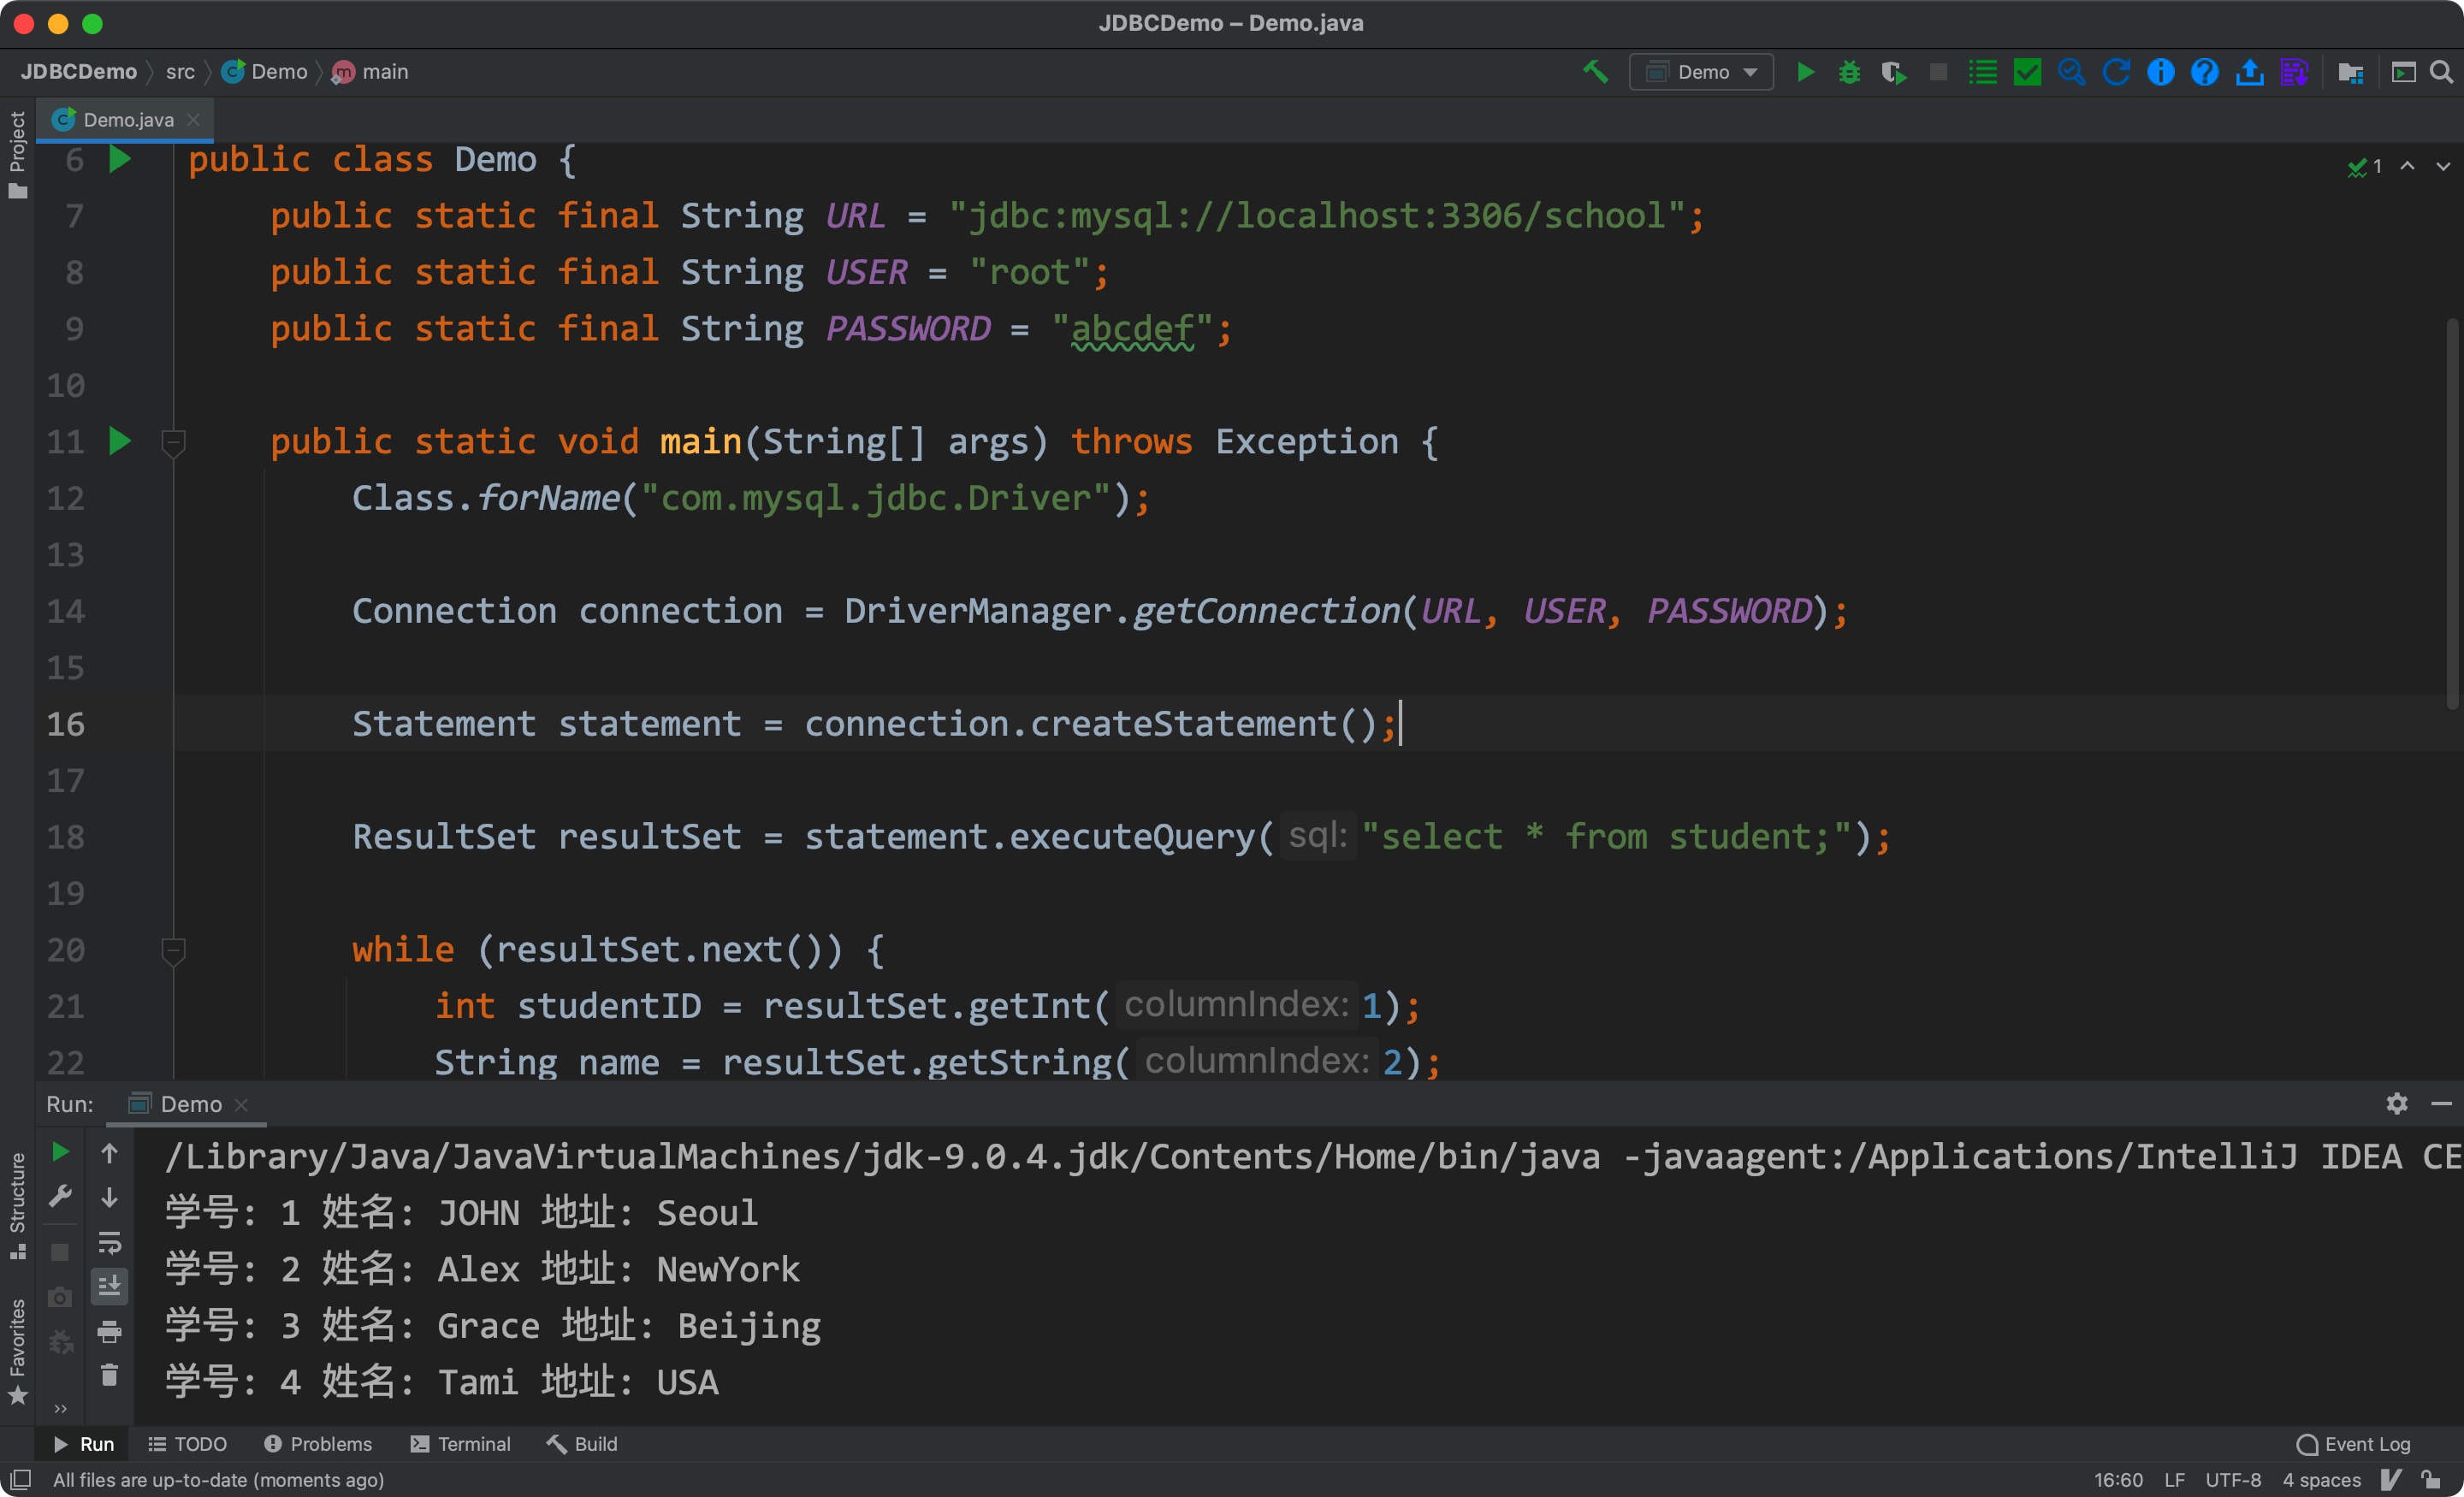 JDBCDemo – Demo.java
JDBCDemo src Demo main
Demo
Project
Demo.java
1
6 public class Demo {
7 public static final String URL = "jdbc:mysql://localhost:3306/school";
8 public static final String USER = "root";
9 public static final String PASSWORD = "abcdef";
10
11 public static void main(String[] args) throws Exception {
12 Class.forName("com.mysql.jdbc.Driver");
13
14 Connection connection = DriverManager.getConnection(URL, USER, PASSWORD);
15
16 Statement statement = connection.createStatement();
17
18 ResultSet resultSet = statement.executeQuery( sql: "select * from student;");
19
20 while (resultSet.next()) {
21 int studentID = resultSet.getInt( columnIndex: 1);
22 String name = resultSet.getString( columnIndex: 2);
Run: Demo
/Library/Java/JavaVirtualMachines/jdk-9.0.4.jdk/Contents/Home/bin/java -javaagent:/Applications/IntelliJ IDEA CE
学号: 1 姓名: JOHN 地址: Seoul
学号: 2 姓名: Alex 地址: NewYork
学号: 3 姓名: Grace 地址: Beijing
学号: 4 姓名: Tami 地址: USA
Structure
Favorites
Run TODO Problems Terminal Build Event Log
All files are up-to-date (moments ago) 16:60 LF UTF-8 4 spaces